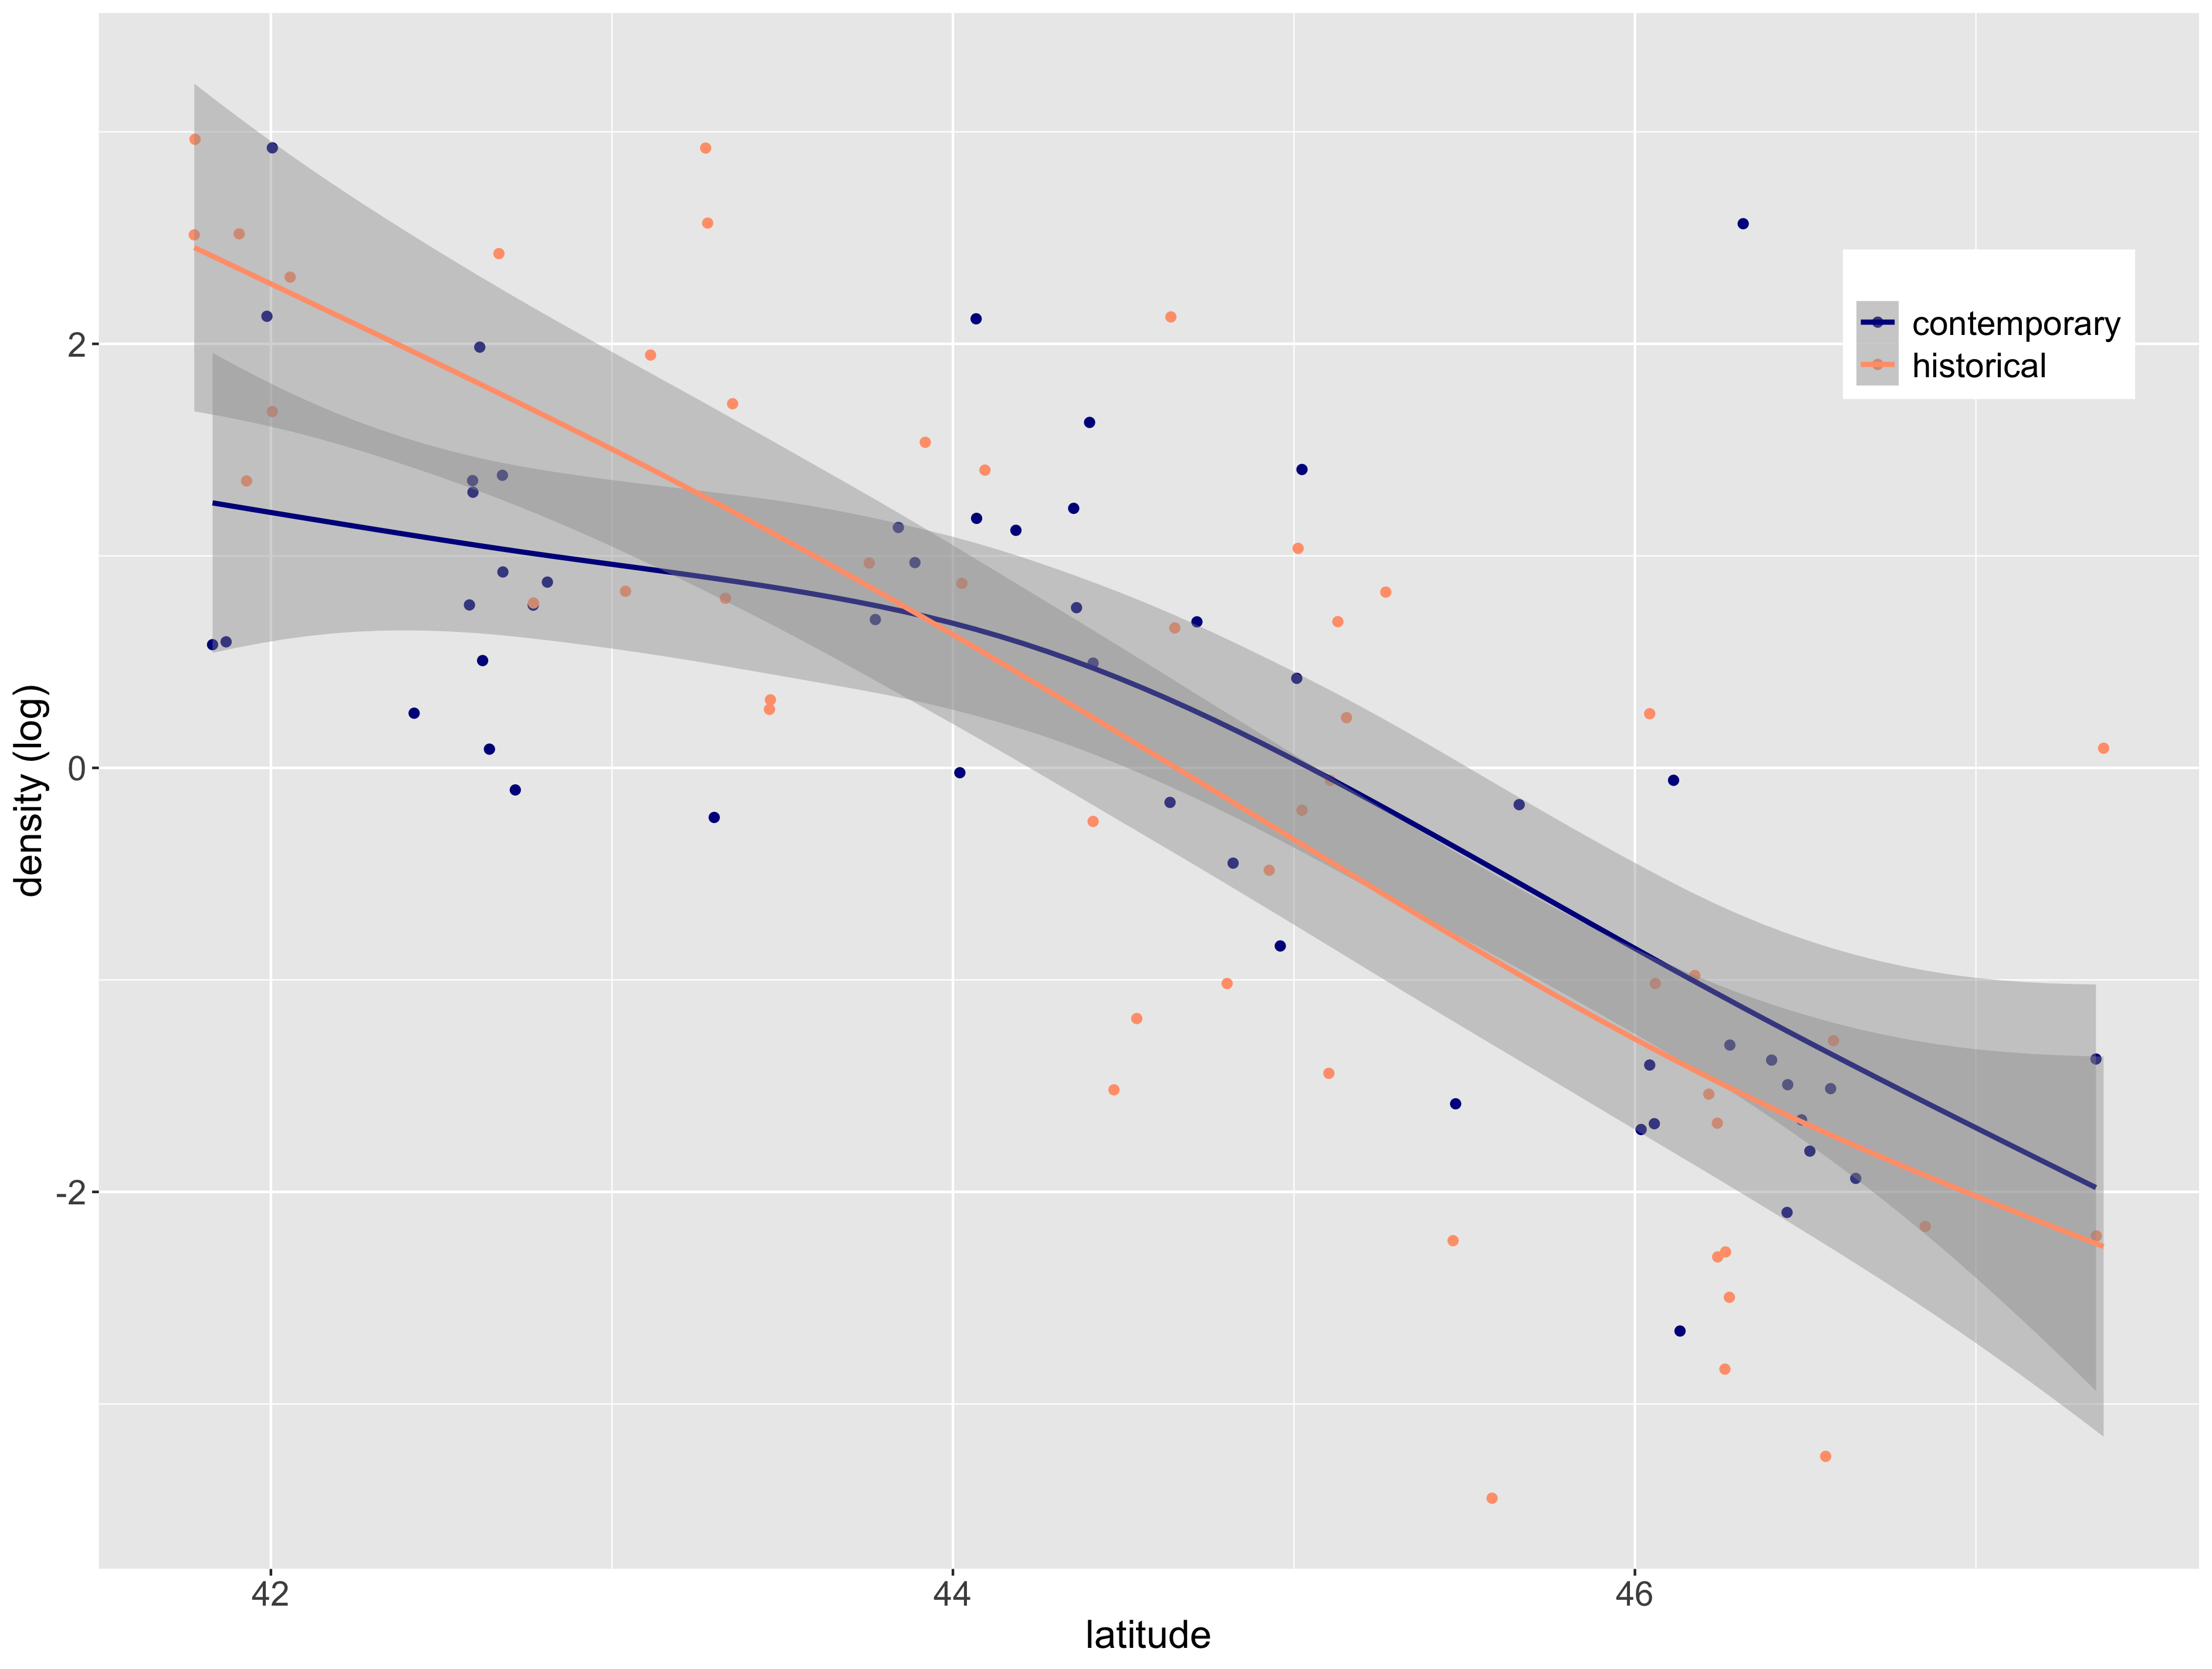 contemporary
historical
2
0
-2
density (log)
42 44 46
latitude